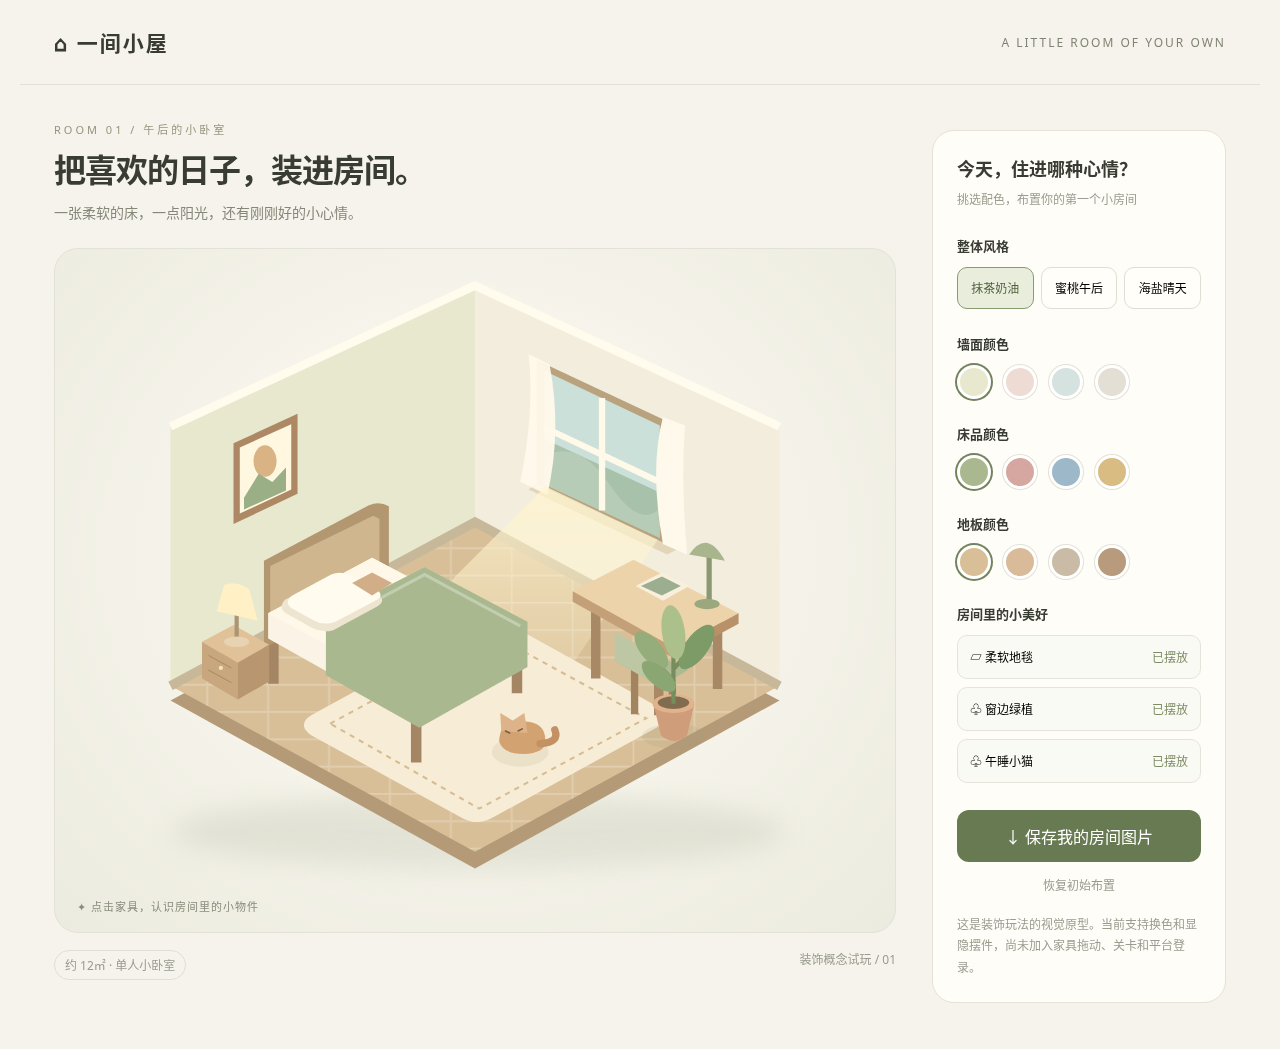 ⌂ 一间小屋
A LITTLE ROOM OF YOUR OWN
ROOM 01 / 午后的小卧室
把喜欢的日子，装进房间。
一张柔软的床，一点阳光，还有刚刚好的小心情。
✦ 点击家具，认识房间里的小物件
约 12㎡ · 单人小卧室
装饰概念试玩 / 01
今天，住进哪种心情？
挑选配色，布置你的第一个小房间
整体风格
抹茶奶油
蜜桃午后
海盐晴天
墙面颜色
床品颜色
地板颜色
房间里的小美好
▱ 柔软地毯
已摆放
♧ 窗边绿植
已摆放
♧ 午睡小猫
已摆放
↓ 保存我的房间图片
恢复初始布置
这是装饰玩法的视觉原型。当前支持换色和显
隐摆件，尚未加入家具拖动、关卡和平台登
录。